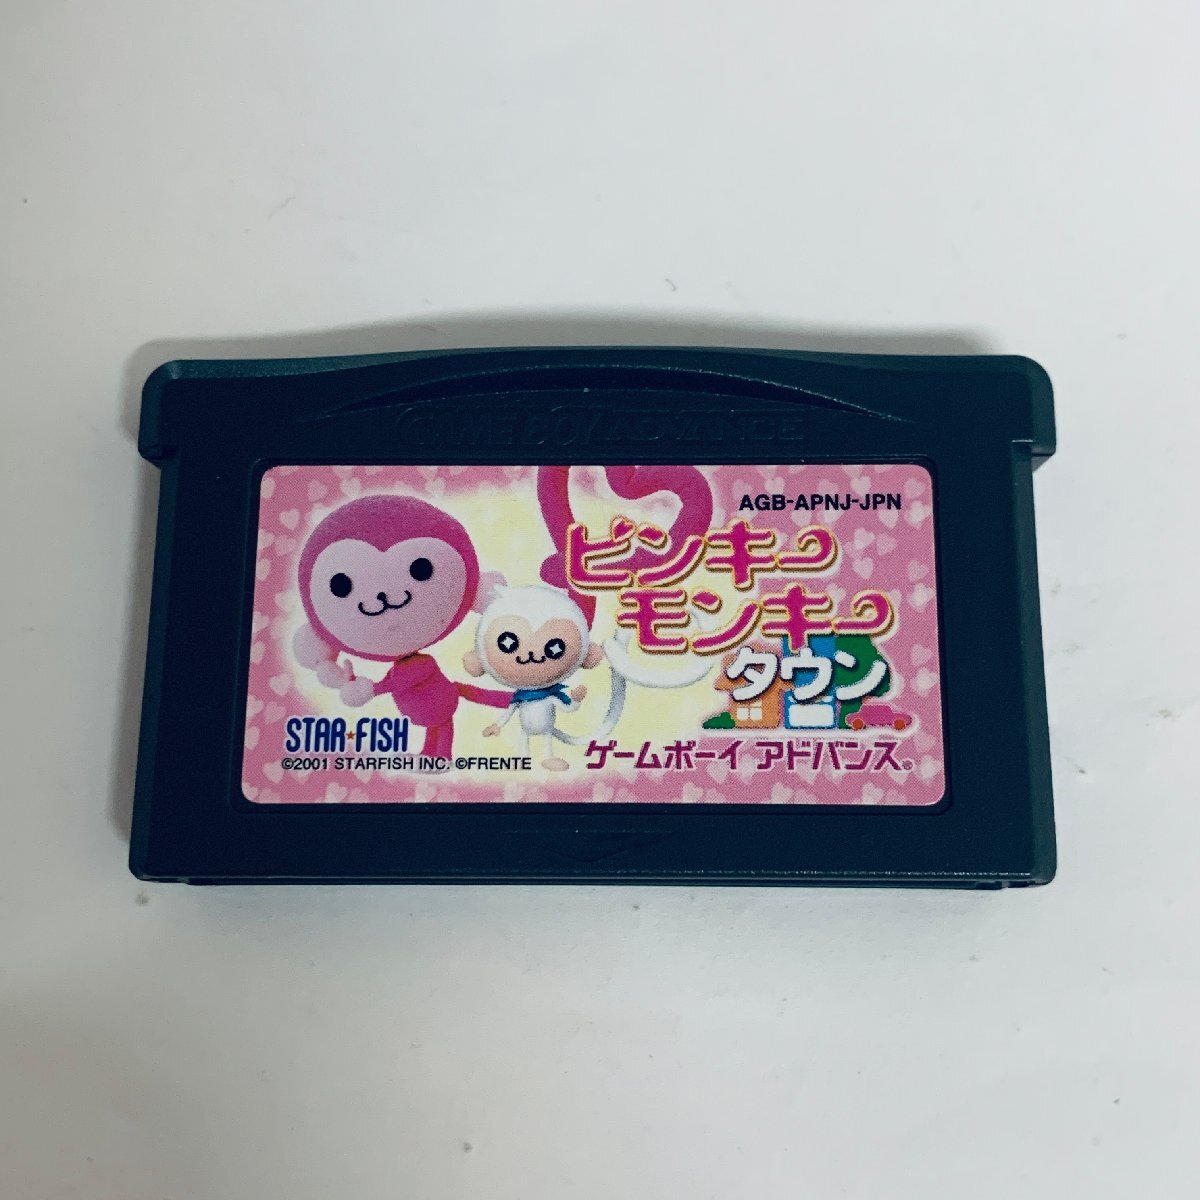 GAME BOY ADVANCE
AGB-APNJ-JPN
ピンキー
モンキー
タウン
STAR★FISH
©2001 STARFISH INC. ©FRENTE
ゲームボーイ アドバンス®